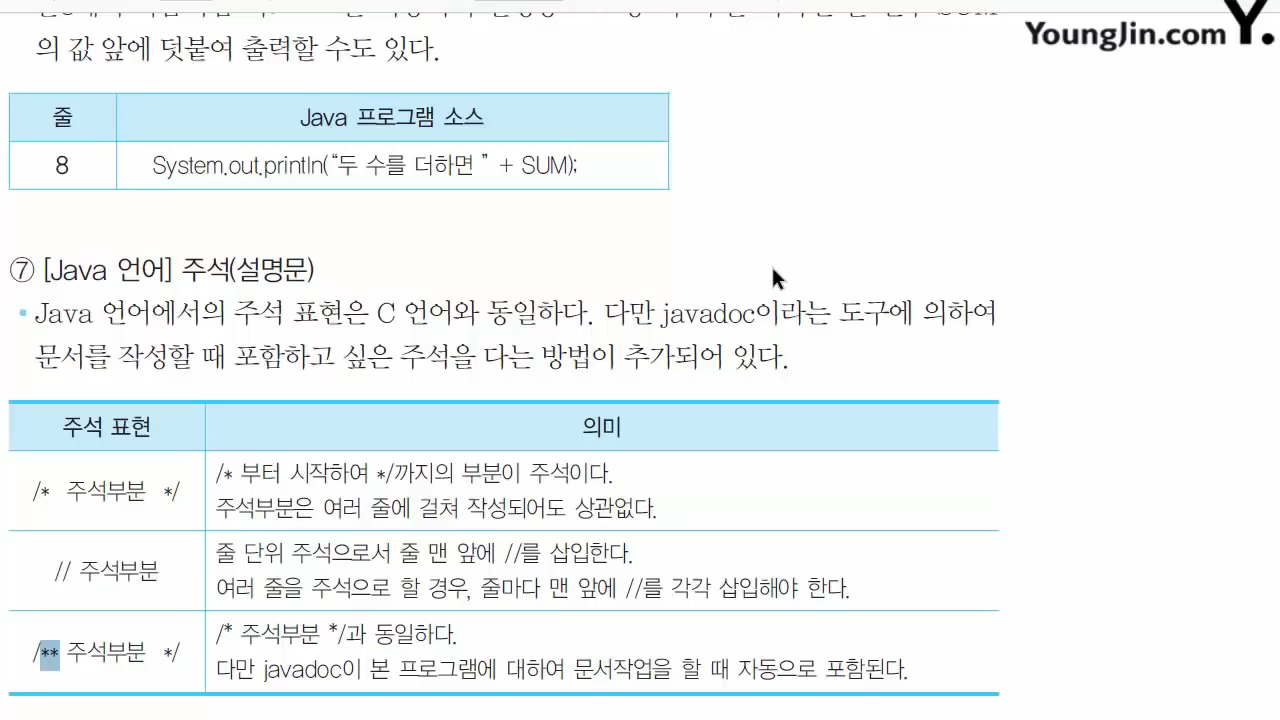 의 값 앞에 덧붙여 출력할 수도 있다.
YoungJin.com Y.
줄 Java 프로그램 소스
8 System.out.println(“두 수를 더하면 ” + SUM);
⑦ [Java 언어] 주석(설명문)
• Java 언어에서의 주석 표현은 C 언어와 동일하다. 다만 javadoc이라는 도구에 의하여
문서를 작성할 때 포함하고 싶은 주석을 다는 방법이 추가되어 있다.
주석 표현 의미
/* 주석부분 */
/* 부터 시작하여 */까지의 부분이 주석이다.
주석부분은 여러 줄에 걸쳐 작성되어도 상관없다.
// 주석부분
줄 단위 주석으로서 줄 맨 앞에 //를 삽입한다.
여러 줄을 주석으로 할 경우, 줄마다 맨 앞에 //를 각각 삽입해야 한다.
/** 주석부분 */
/* 주석부분 */과 동일하다.
다만 javadoc이 본 프로그램에 대하여 문서작업을 할 때 자동으로 포함된다.